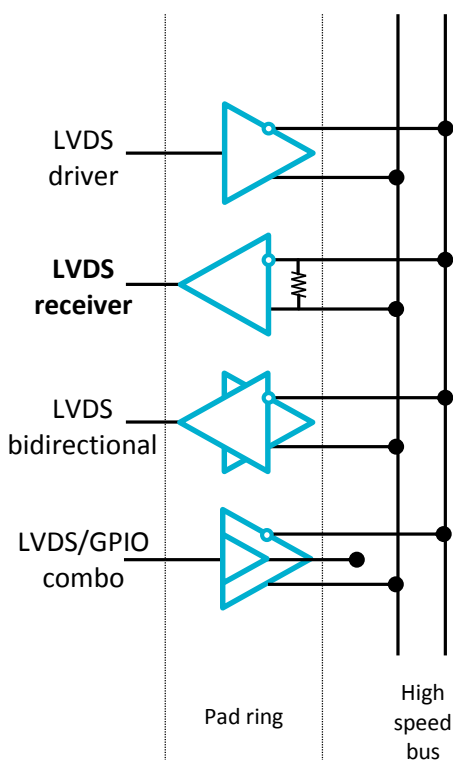 LVDS
driver
LVDS
receiver
LVDS
bidirectional
LVDS/GPIO
combo
Pad ring
High
speed
bus